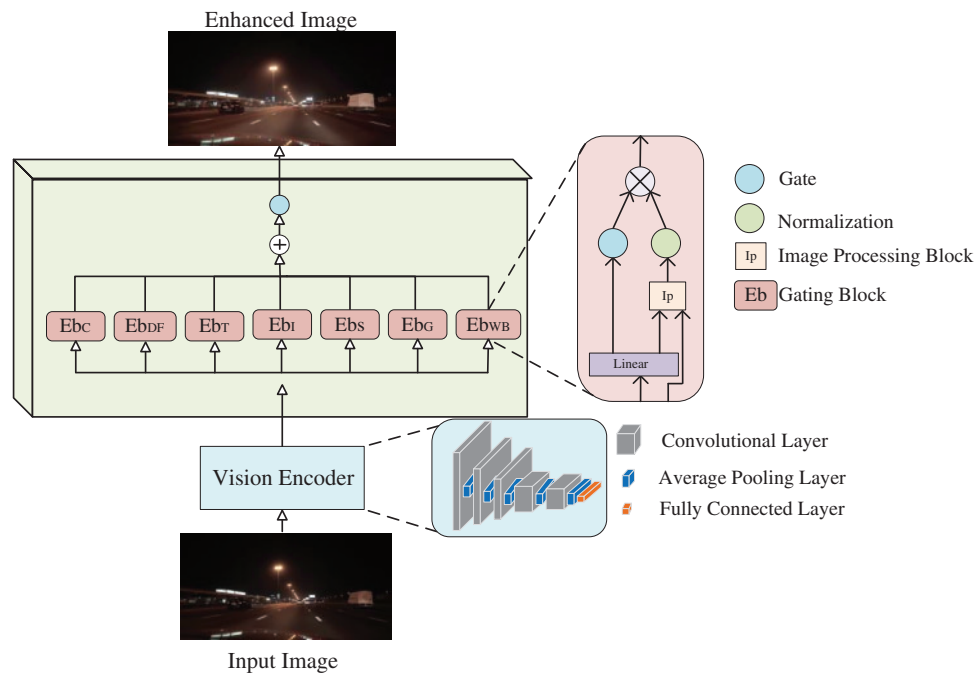 Enhanced Image
Gate
Normalization
Ip Image Processing Block
Eb Gating Block
Ip
Linear
EbC EbDF EbT EbI EbS EbG EbWB
Vision Encoder
Convolutional Layer
Average Pooling Layer
Fully Connected Layer
Input Image